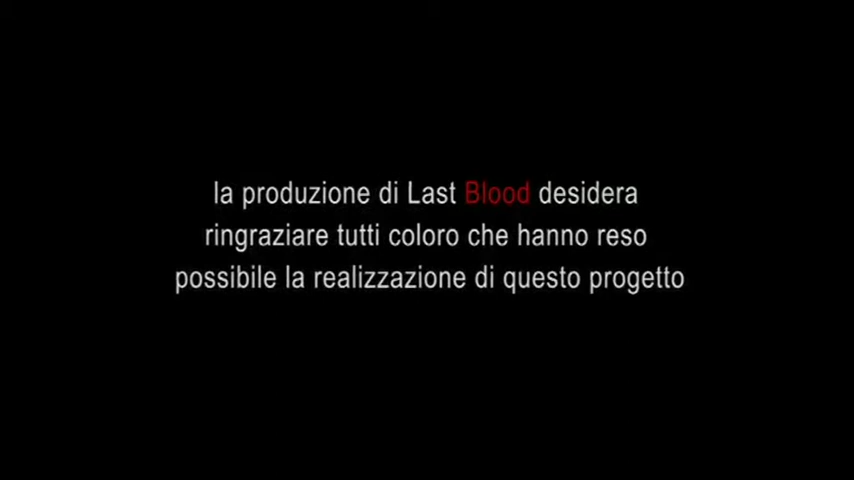 la produzione di Last Blood desidera
ringraziare tutti coloro che hanno reso
possibile la realizzazione di questo progetto